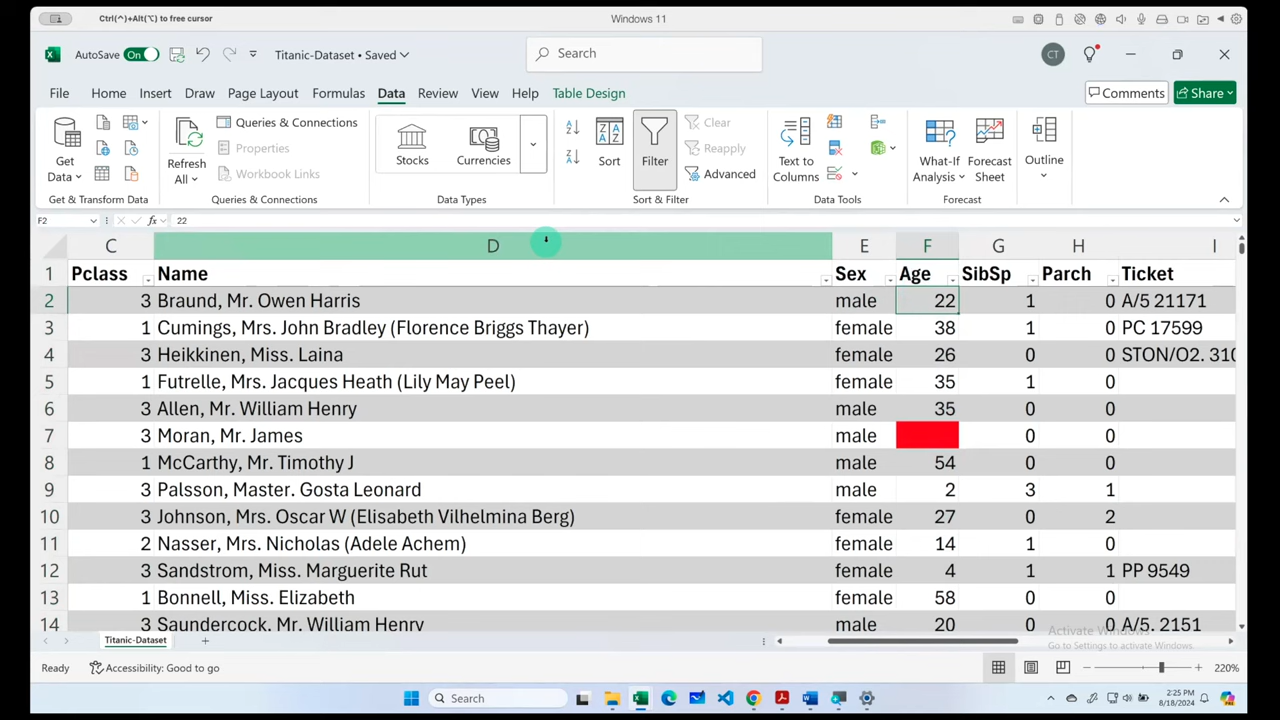 Ctrl(^)+Alt(⌥) to free cursor
Windows 11
AutoSave On Titanic-Dataset • Saved Search CT
File Home Insert Draw Page Layout Formulas Data Review View Help Table Design Comments Share
Get Data Refresh All Queries & Connections Properties Workbook Links Stocks Currencies Sort Filter Clear Reapply Advanced Text to Columns What-If Analysis Forecast Sheet Outline
Get & Transform Data Queries & Connections Data Types Sort & Filter Data Tools Forecast
F2 fx 22
C D E F G H I
1 Pclass Name Sex Age SibSp Parch Ticket
2 3 Braund, Mr. Owen Harris male 22 1 0 A/5 21171
3 1 Cumings, Mrs. John Bradley (Florence Briggs Thayer) female 38 1 0 PC 17599
4 3 Heikkinen, Miss. Laina female 26 0 0 STON/O2. 310
5 1 Futrelle, Mrs. Jacques Heath (Lily May Peel) female 35 1 0
6 3 Allen, Mr. William Henry male 35 0 0
7 3 Moran, Mr. James male 0 0
8 1 McCarthy, Mr. Timothy J male 54 0 0
9 3 Palsson, Master. Gosta Leonard male 2 3 1
10 3 Johnson, Mrs. Oscar W (Elisabeth Vilhelmina Berg) female 27 0 2
11 2 Nasser, Mrs. Nicholas (Adele Achem) female 14 1 0
12 3 Sandstrom, Miss. Marguerite Rut female 4 1 1 PP 9549
13 1 Bonnell, Miss. Elizabeth female 58 0 0
14 3 Saundercock, Mr. William Henry male 20 0 0 A/5. 2151
Activate Windows
Titanic-Dataset
Go to Settings to activate Windows.
Ready Accessibility: Good to go 220%
Search 2:25 PM
8/18/2024